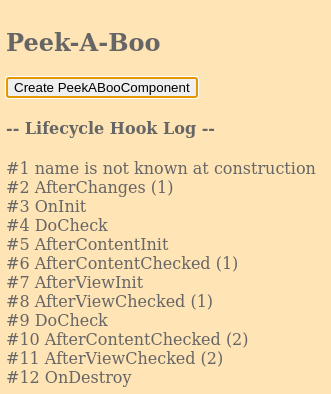 Peek-A-Boo
Create PeekABooComponent
-- Lifecycle Hook Log --
#1 name is not known at construction
#2 AfterChanges (1)
#3 OnInit
#4 DoCheck
#5 AfterContentInit
#6 AfterContentChecked (1)
#7 AfterViewInit
#8 AfterViewChecked (1)
#9 DoCheck
#10 AfterContentChecked (2)
#11 AfterViewChecked (2)
#12 OnDestroy